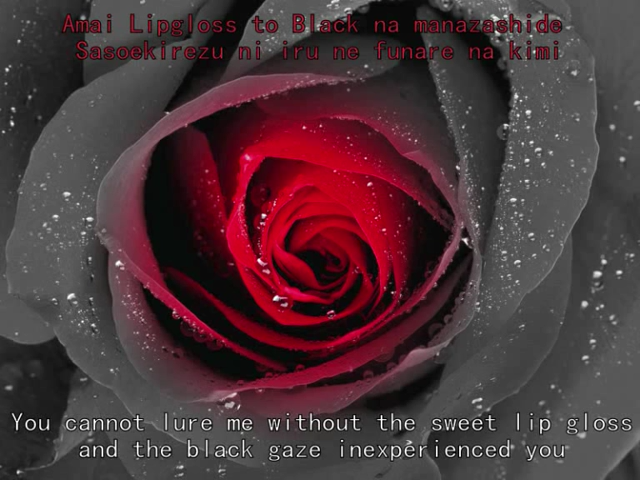 Amai Lipgloss to Black na manazashide
Sasoekirezu ni iru ne funare na kimi
You cannot lure me without the sweet lip gloss
and the black gaze inexperienced you